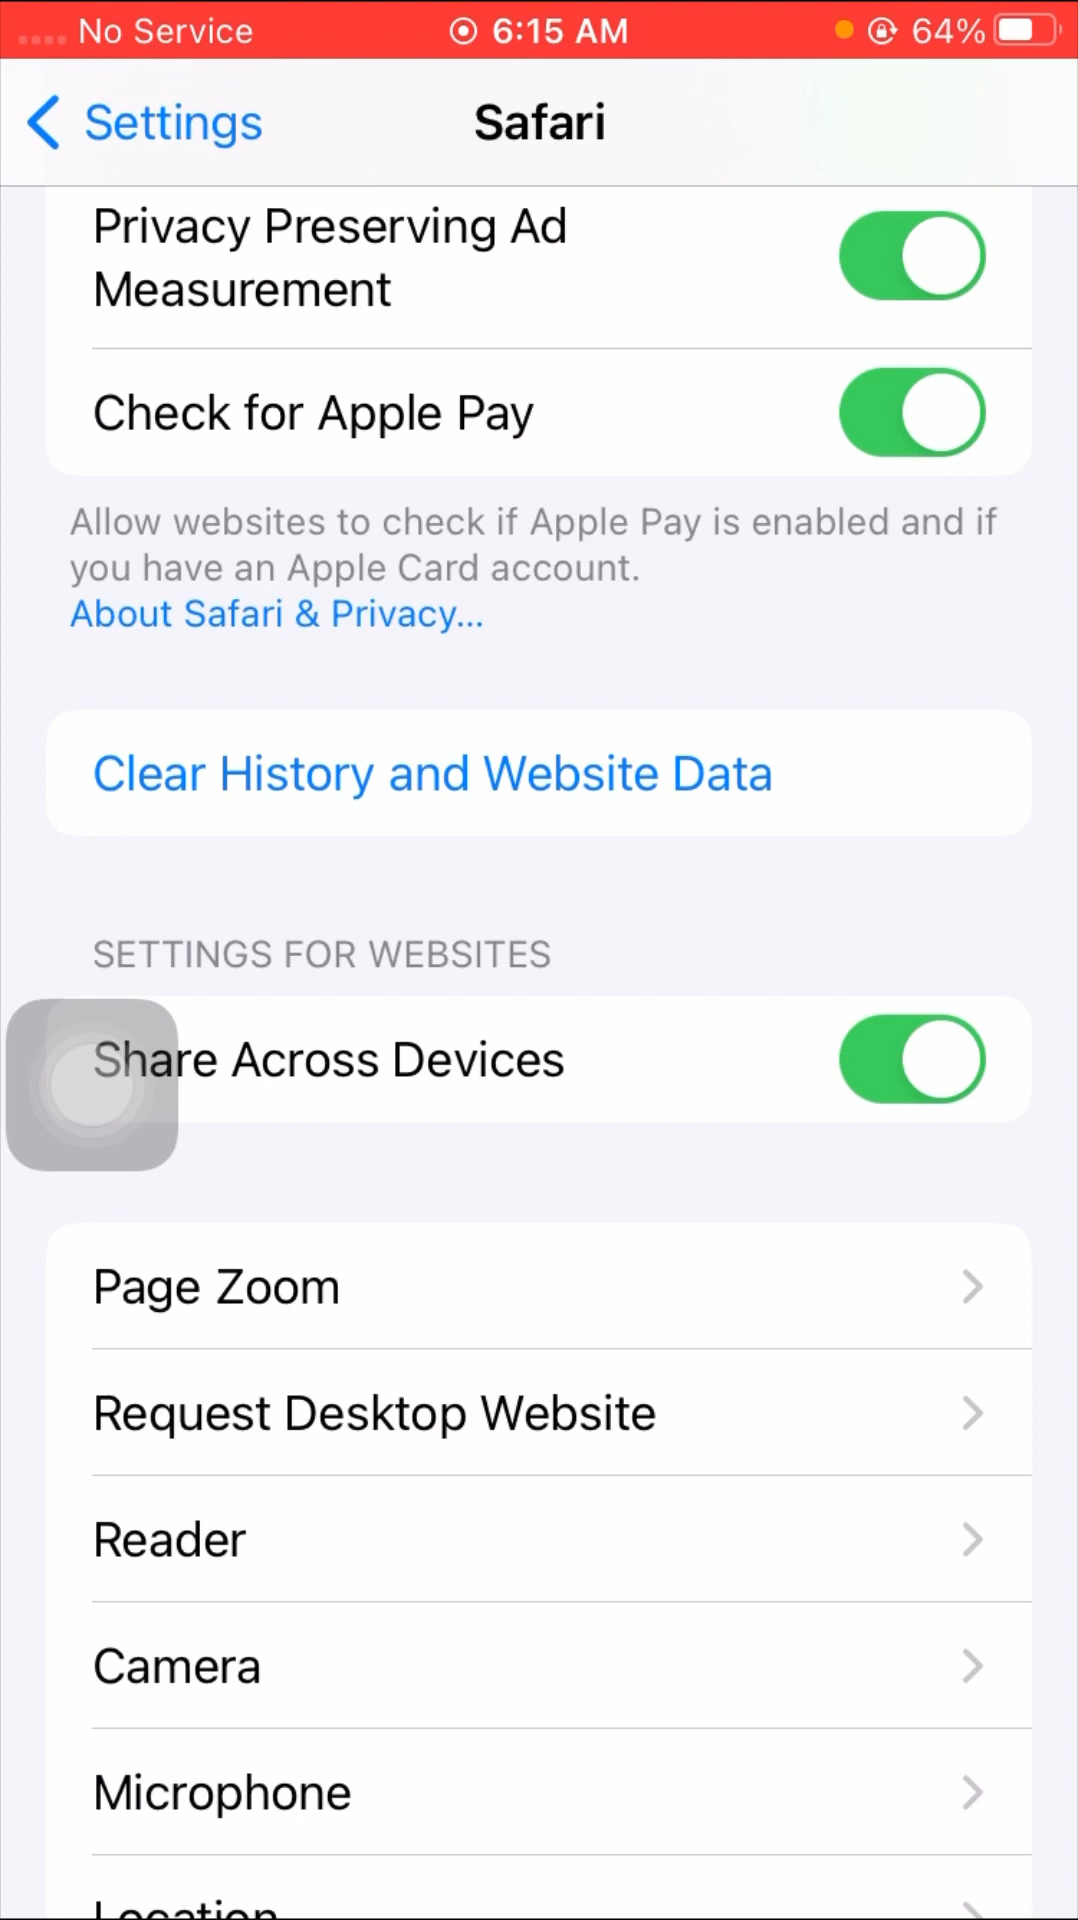 No Service 6:15 AM 64%
Settings Safari
Privacy Preserving Ad
Measurement
Check for Apple Pay
Allow websites to check if Apple Pay is enabled and if
you have an Apple Card account.
About Safari & Privacy...
Clear History and Website Data
SETTINGS FOR WEBSITES
Share Across Devices
Page Zoom
Request Desktop Website
Reader
Camera
Microphone
Location